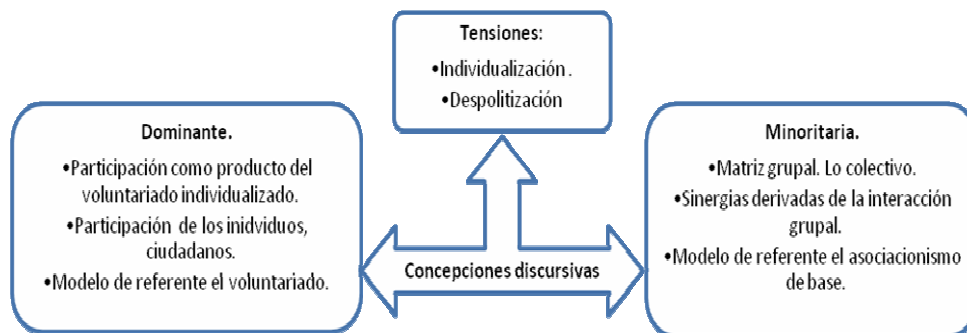 Tensiones:
•Individualización .
•Despolitización
Dominante.
•Participación como producto del
voluntariado individualizado.
•Participación de los inidviduos,
ciudadanos.
•Modelo de referente el voluntariado.
Concepciones discursivas
Minoritaria.
•Matriz grupal. Lo colectivo.
•Sinergias derivadas de la interacción
grupal.
•Modelo de referente el asociacionismo
de base.